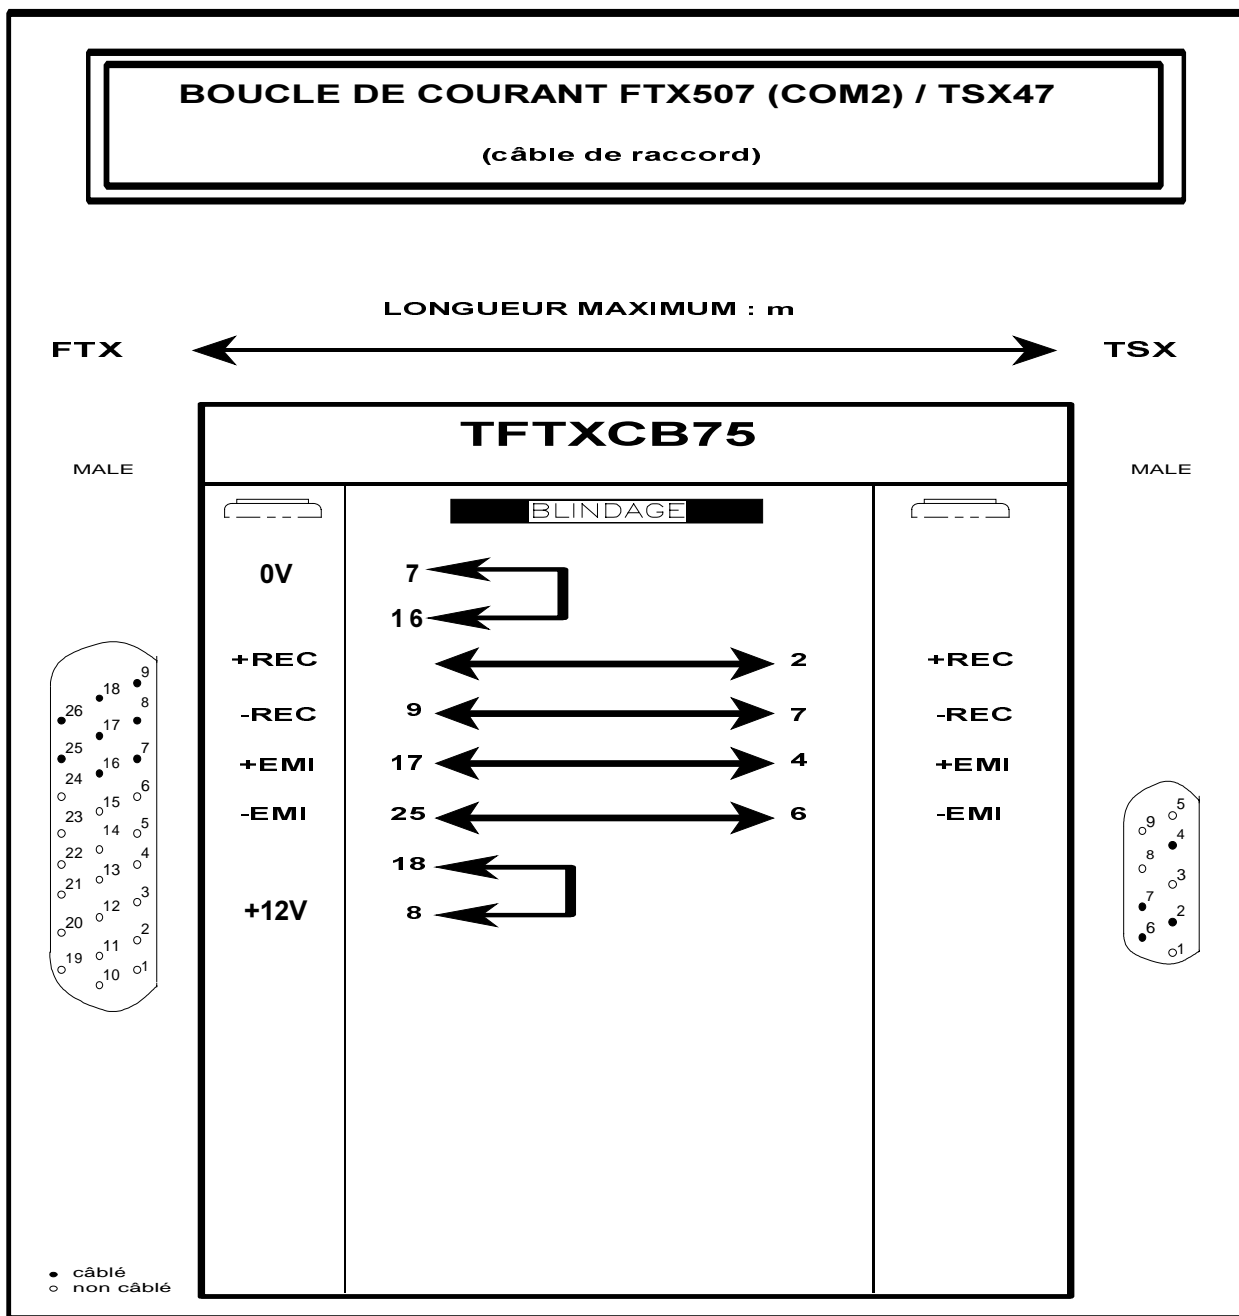 BOUCLE DE COURANT FTX507 (COM2) / TSX47
(câble de raccord)
LONGUEUR MAXIMUM : m
FTX
TSX
TFTXCB75
MALE
MALE
BLINDAGE
0V 7
16
+REC 2 +REC
-REC 9 7 -REC
+EMI 17 4 +EMI
-EMI 25 6 -EMI
18
+12V 8
9
18
26 8
17
25 7
16
24
6
15
23 5
14
22 4
13
21
3
12
20
2
11
19 1
10
5
9
4
8
3
7
2
6
1
câblé
non câblé